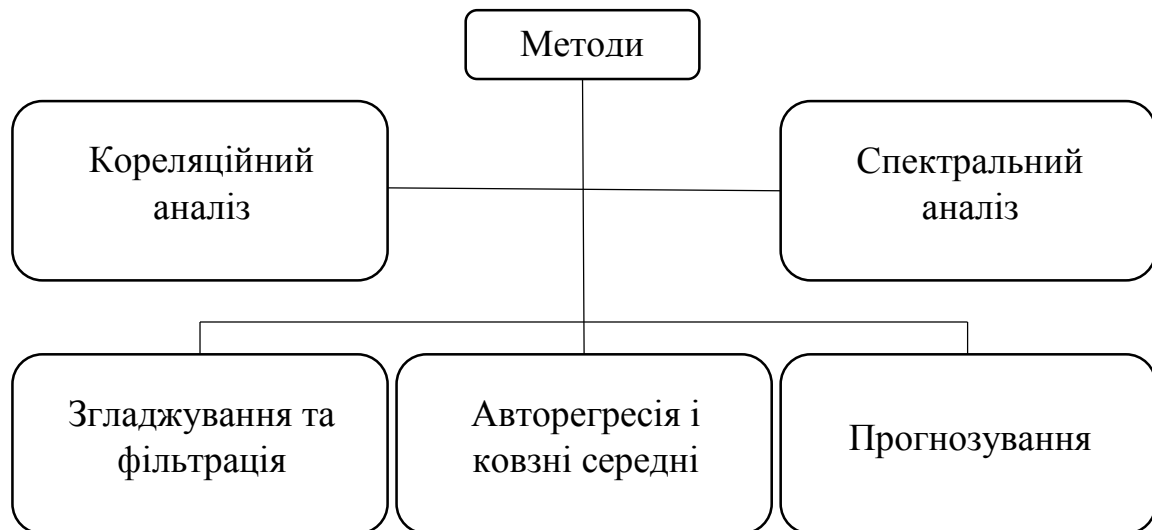 Методи
Кореляційний
аналіз
Спектральний
аналіз
Згладжування та
фільтрація
Авторегресія і
ковзні середні
Прогнозування